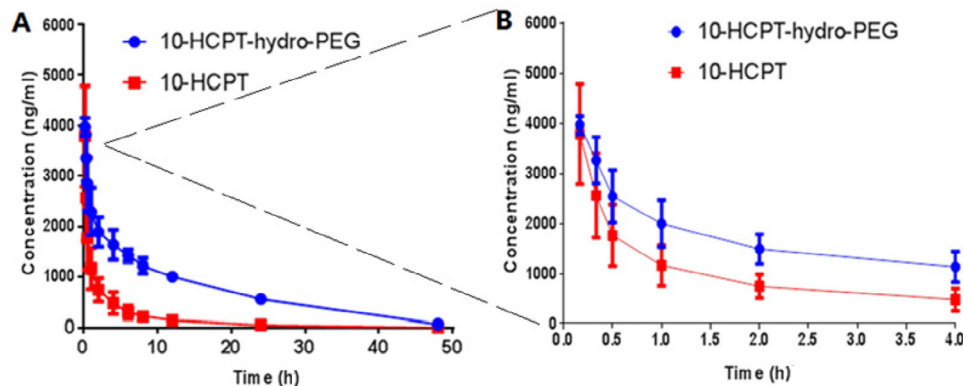 A
10-HCPT-hydro-PEG
10-HCPT
Concentration (ng/ml)
6000
5000
4000
3000
2000
1000
0
0
10
20
30
40
50
Time (h)
B
10-HCPT-hydro-PEG
10-HCPT
Concentration (ng/ml)
6000
5000
4000
3000
2000
1000
0
0.0
0.5
1.0
1.5
2.0
2.5
3.0
3.5
4.0
Time (h)